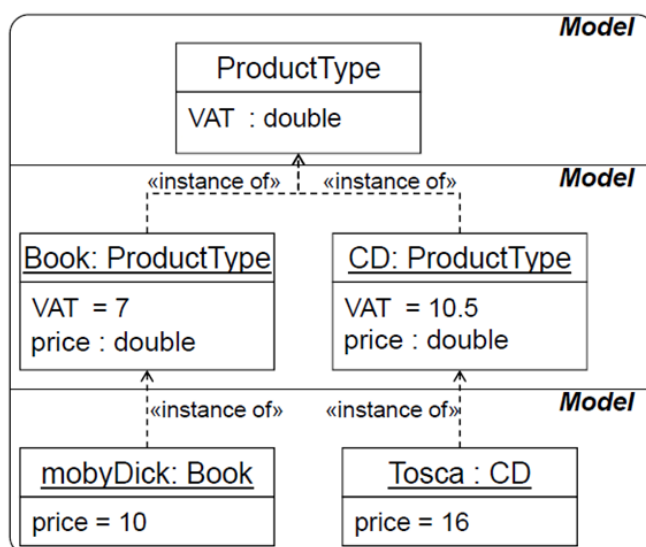 Model
ProductType
VAT : double
«instance of» «instance of»
Model
Book: ProductType
CD: ProductType
VAT = 7
price : double
VAT = 10.5
price : double
«instance of» «instance of»
Model
mobyDick: Book
Tosca : CD
price = 10
price = 16